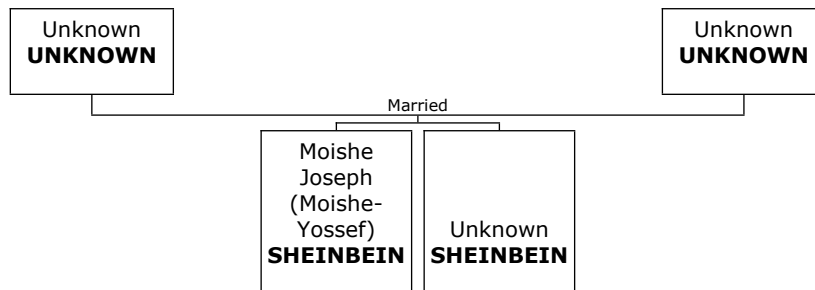 Unknown
UNKNOWN
Unknown
UNKNOWN
Married
Moishe
Joseph
(Moishe-
Yossef)
SHEINBEIN
Unknown
SHEINBEIN